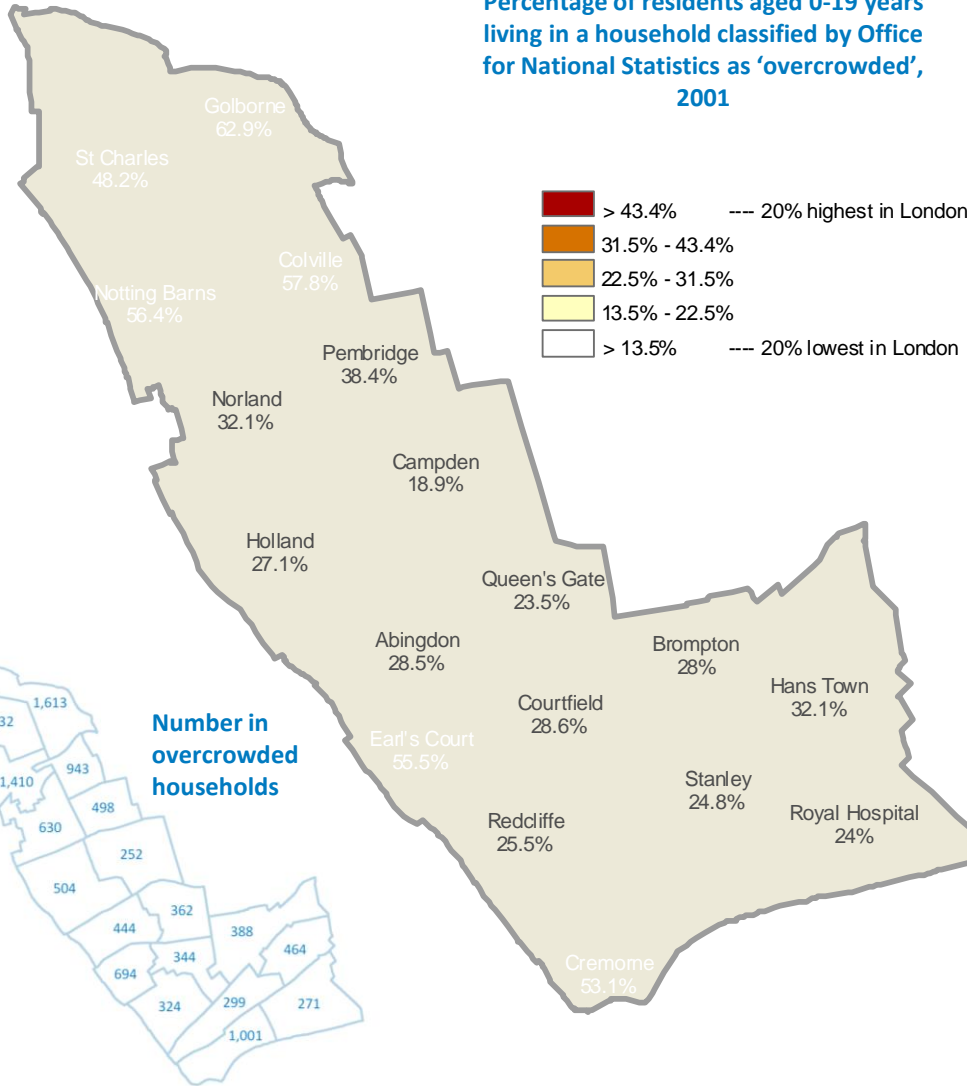 Percentage of residents aged 0-19 years
living in a household classified by Office
for National Statistics as ‘overcrowded’,
2001
> 43.4% ---- 20% highest in London
31.5% - 43.4%
22.5% - 31.5%
13.5% - 22.5%
> 13.5% ---- 20% lowest in London
Golborne
62.9%
St Charles
48.2%
Colville
57.8%
Notting Barns
56.4%
Pembridge
38.4%
Norland
32.1%
Campden
18.9%
Holland
27.1%
Queen's Gate
23.5%
Abingdon
28.5%
Brompton
28%
Hans Town
32.1%
Courtfield
28.6%
Earl's Court
55.5%
Stanley
24.8%
Royal Hospital
24%
Redcliffe
25.5%
Cremorne
53.1%
Number in
overcrowded
households
1,613
32
943
1,410
498
630
252
504
362
444
388
464
344
694
324
299
271
1,001